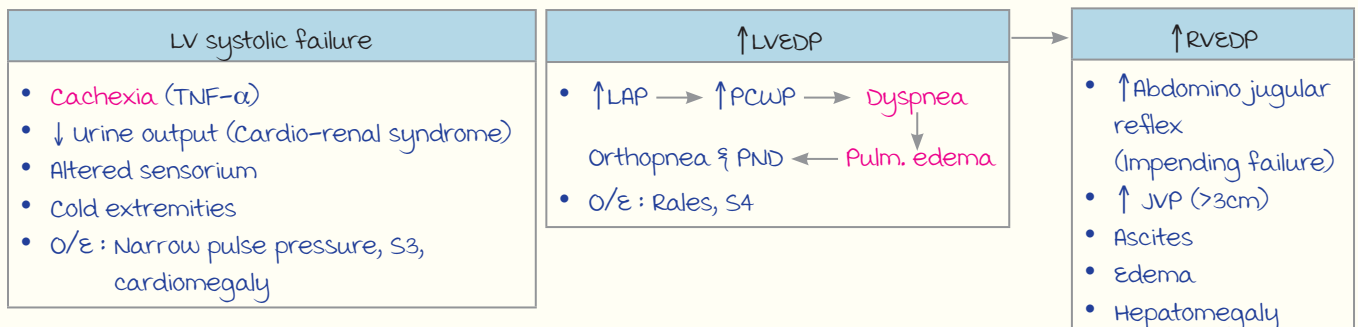 LV systolic failure
• Cachexia (TNF-α)
• ↓ Urine output (Cardio-renal syndrome)
• Altered sensorium
• Cold extremities
• O/E : Narrow pulse pressure, S3,
cardiomegaly
↑LVEDP
• ↑LAP → ↑PCWP → Dyspnea
Orthopnea & PND ← Pulm. edema
• O/E : Rales, S4
↑RVEDP
• ↑Abdomino jugular
reflex
(Impending failure)
• ↑ JVP (>3cm)
• Ascites
• Edema
• Hepatomegaly